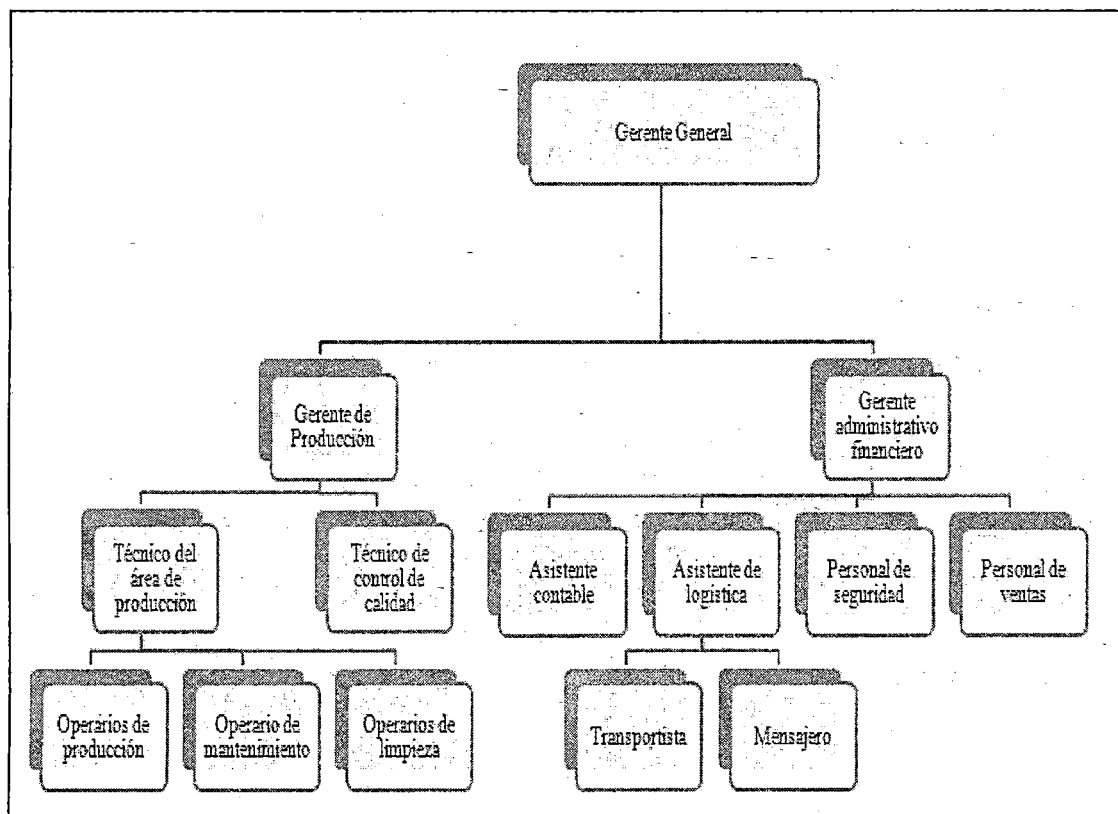 Gerente General
Gerente de
Producción
Gerente
administrativo
financiero
Técnico del
área de
producción
Técnico de
control de
calidad
Asistente
contable
Asistente de
logística
Personal de
seguridad
Personal de
ventas
Operarios de
producción
Operario de
mantenimiento
Operarios de
limpieza
Transportista
Mensajero